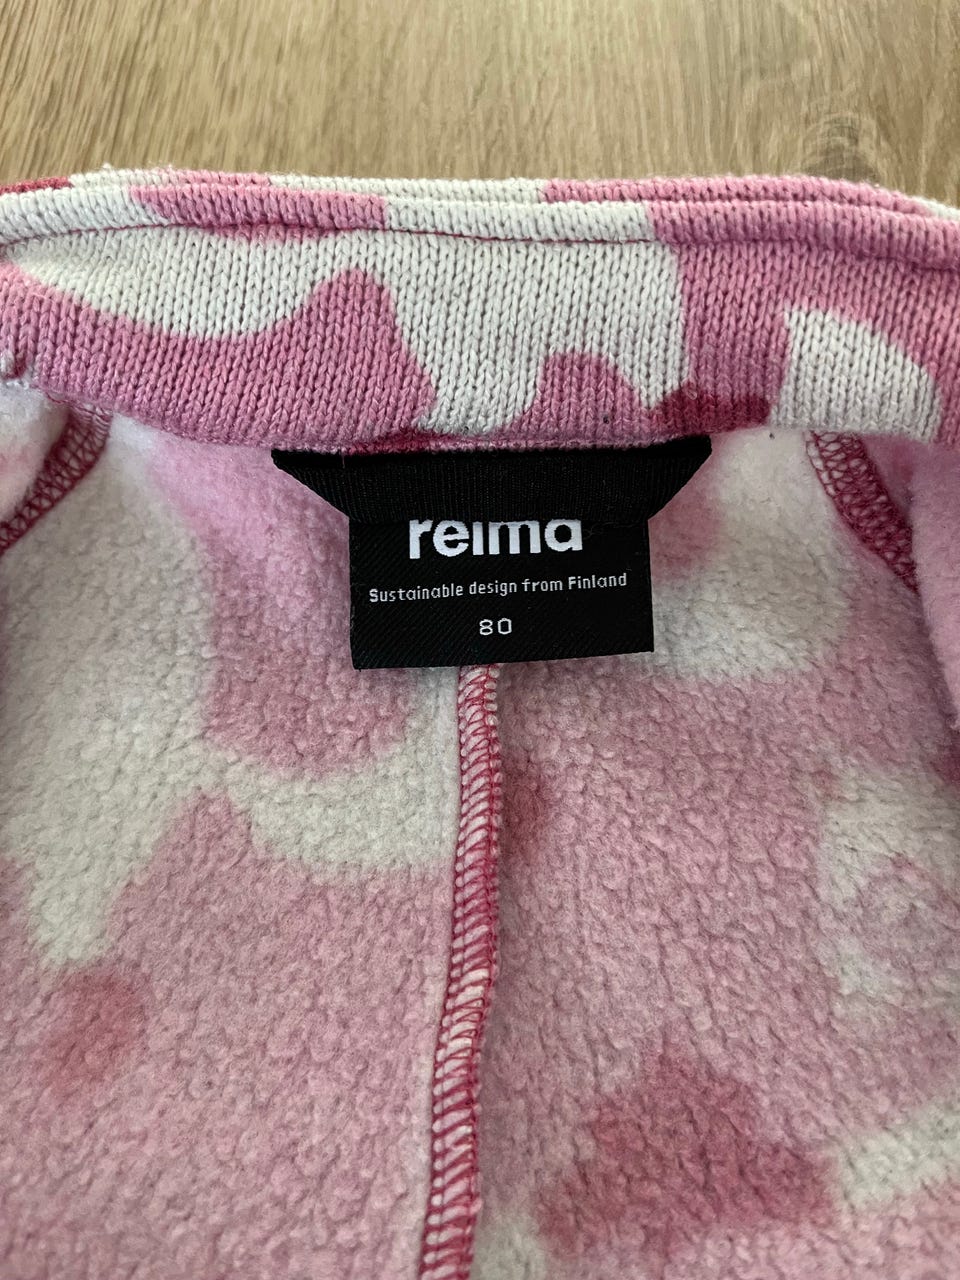 reima
Sustainable design from Finland
80